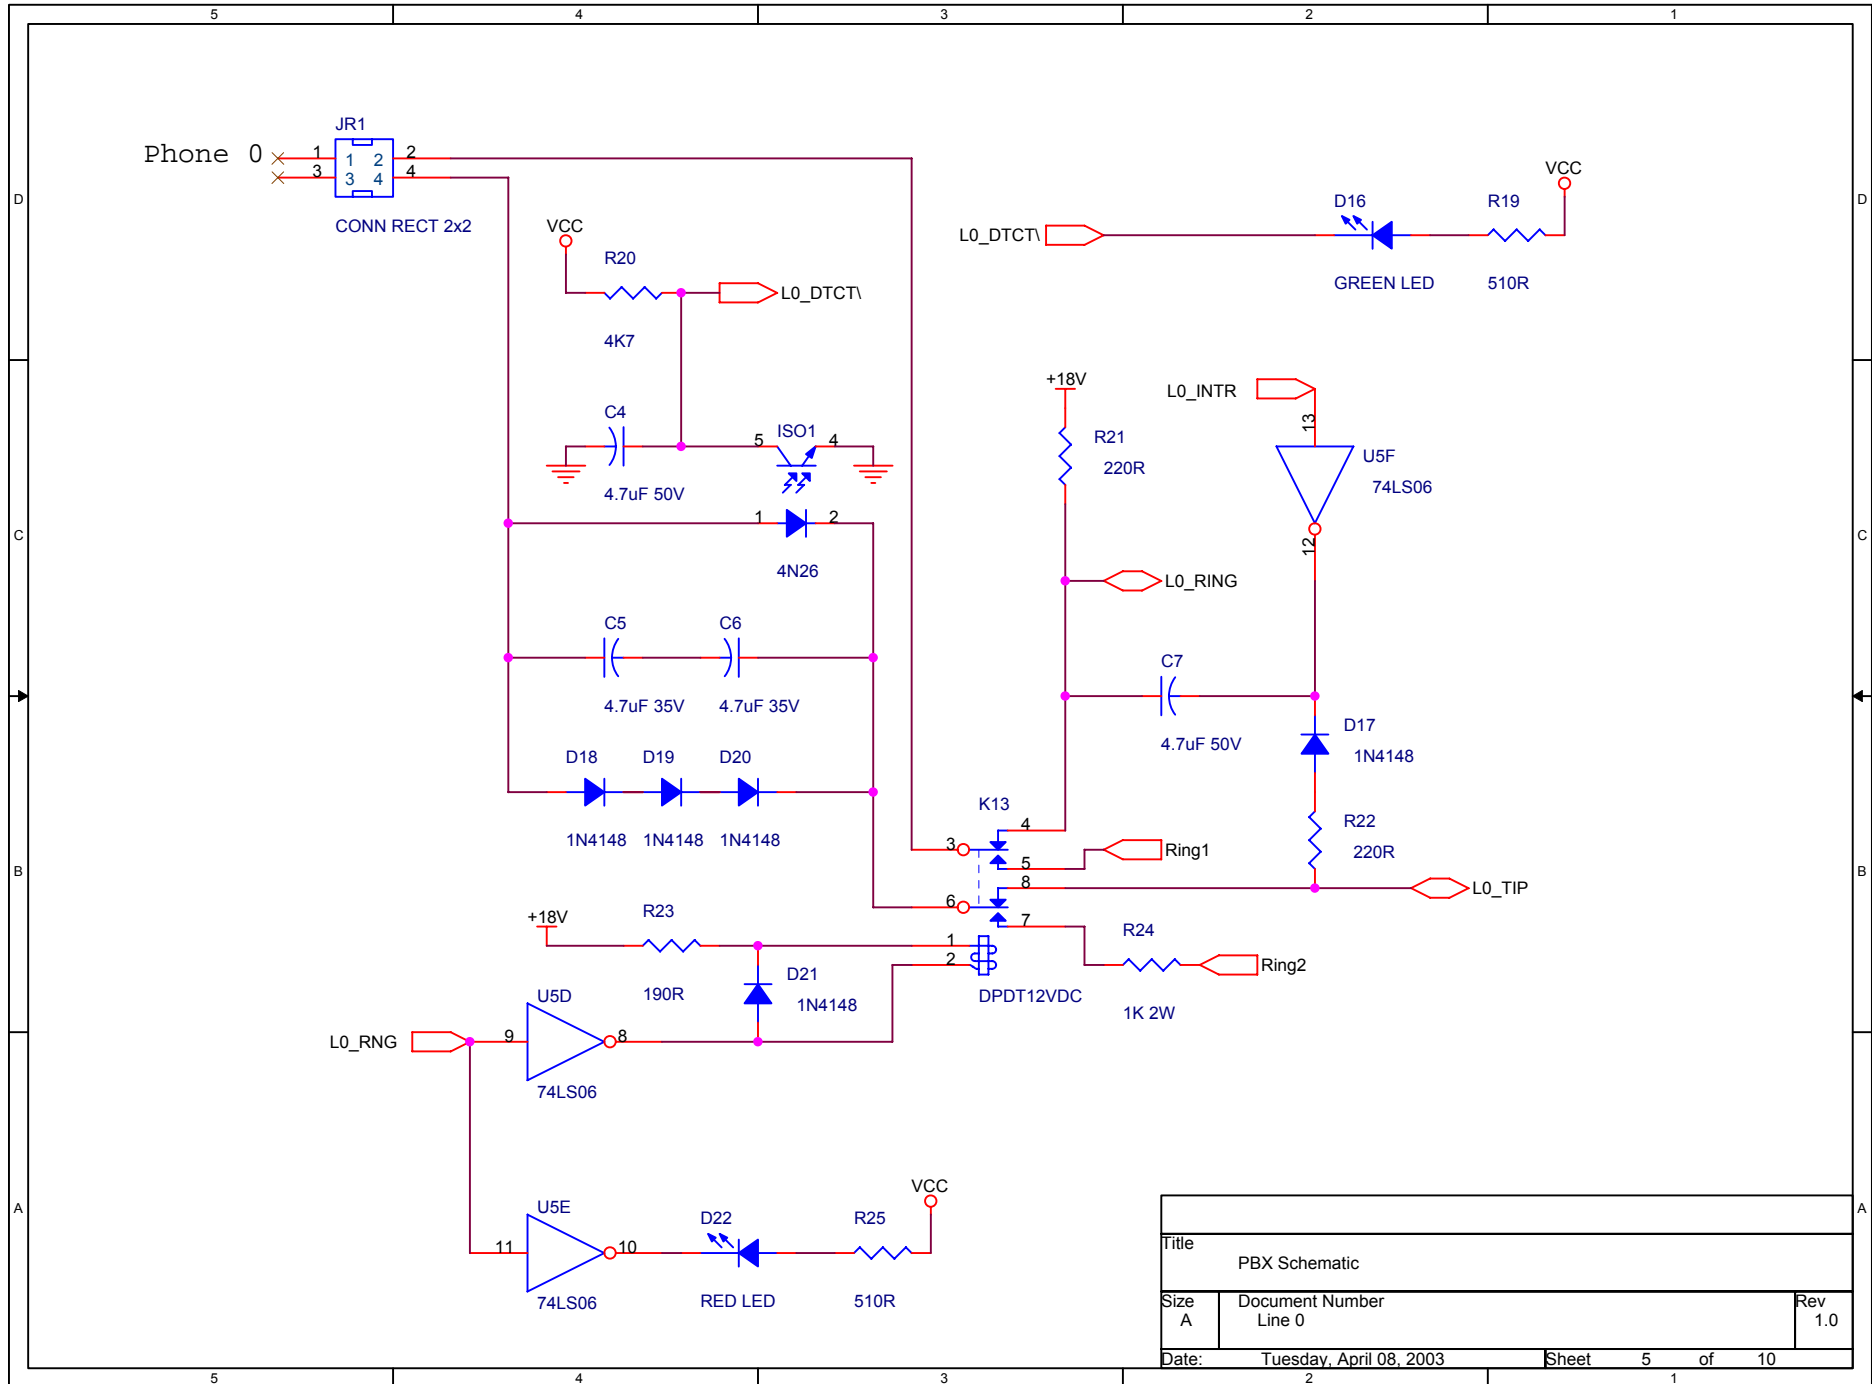 5 4 3 2 1
JR1
Phone 0
1 1 2 2
3 3 4 4
CONN RECT 2x2
D D
VCC
D16 R19
L0_DTCT\
GREEN LED 510R
VCC
R20
L0_DTCT\
4K7
+18V
L0_INTR
13
C4
ISO1
5 4
R21
220R
U5F
74LS06
4.7uF 50V
1 2
12
C C
4N26
L0_RING
C5 C6
4.7uF 35V 4.7uF 35V
C7
4.7uF 50V
D17
1N4148
D18 D19 D20
1N4148 1N4148 1N4148
K13
4
R22
220R
3
Ring1
5
B B
8
L0_TIP
6
7
+18V
R23
R24
1
2
Ring2
D21
1N4148
190R
DPDT12VDC
1K 2W
U5D
L0_RNG
9 8
74LS06
VCC
A A
U5E
D22 R25
11 10
74LS06
RED LED 510R
Title
PBX Schematic
Size
A
Document Number
Line 0
Rev
1.0
Date: Tuesday, April 08, 2003 Sheet 5 of 10
5 4 3 2 1